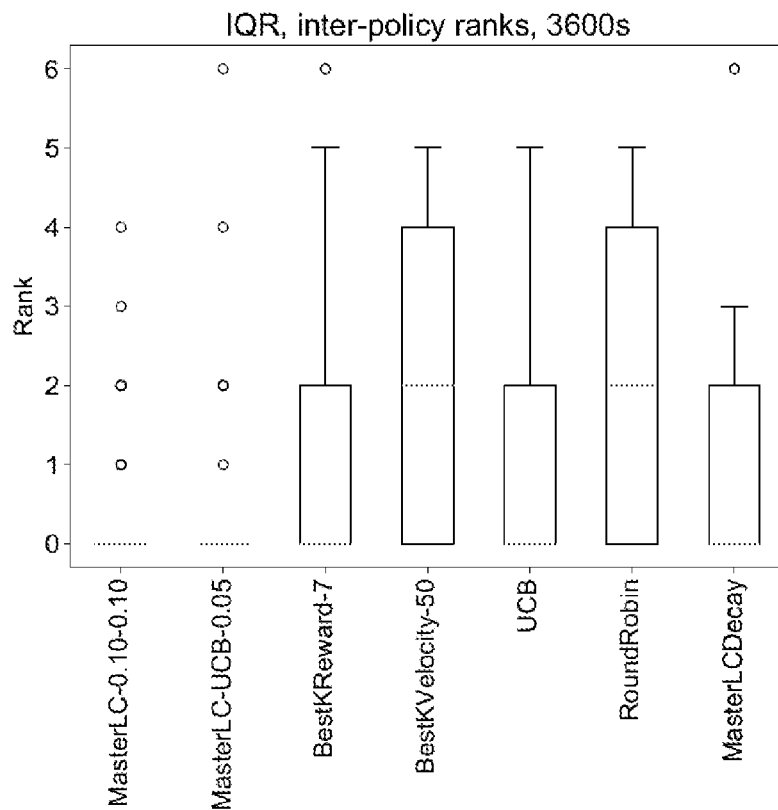 IQR, inter-policy ranks, 3600s
6
5
4
3
2
1
0
Rank
MasterLC-0.10-0.10
MasterLC-UCB-0.05
BestKReward-7
BestKVelocity-50
UCB
RoundRobin
MasterLCDecay